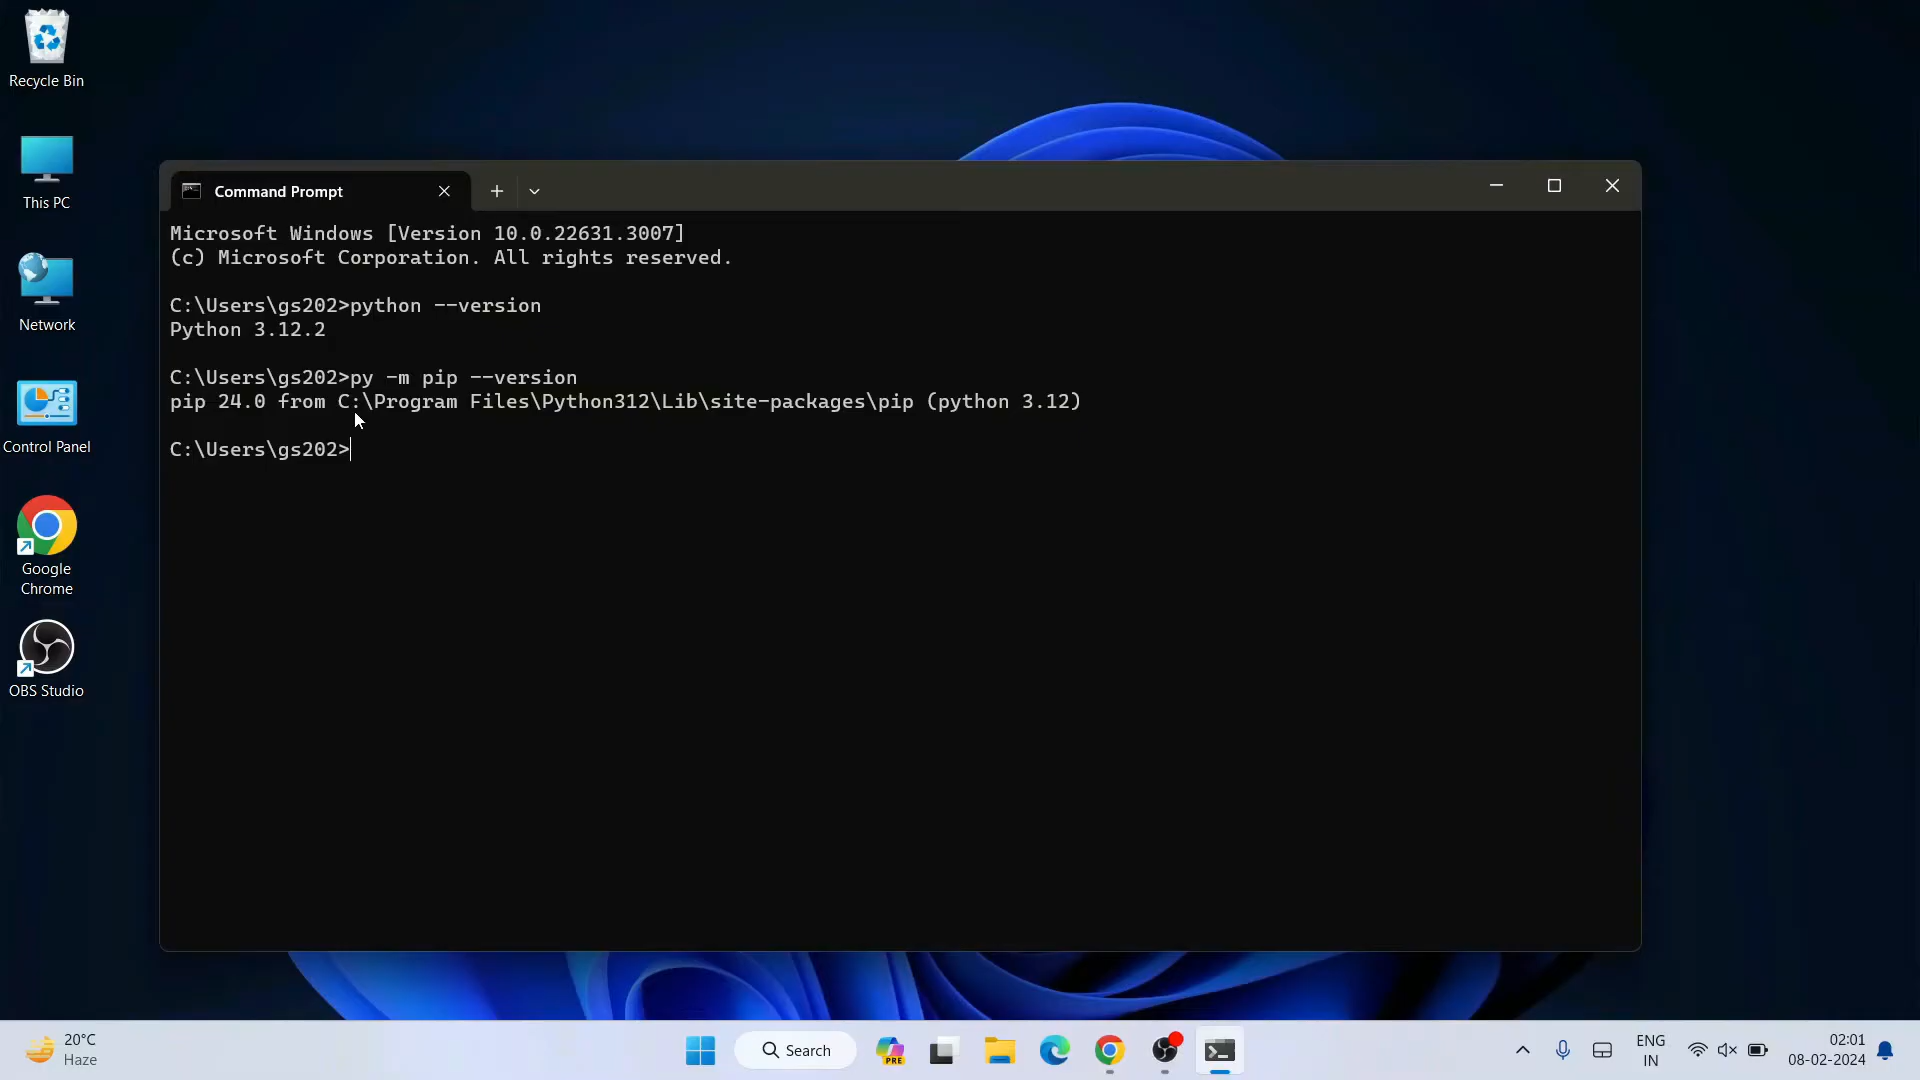 Recycle Bin
This PC
Network
Control Panel
Google
Chrome
OBS Studio
Command Prompt
Microsoft Windows [Version 10.0.22631.3007]
(c) Microsoft Corporation. All rights reserved.
C:\Users\gs202>python --version
Python 3.12.2
C:\Users\gs202>py -m pip --version
pip 24.0 from C:\Program Files\Python312\Lib\site-packages\pip (python 3.12)
C:\Users\gs202>
20°C
Haze
Search
PRE
ENG
IN
02:01
08-02-2024